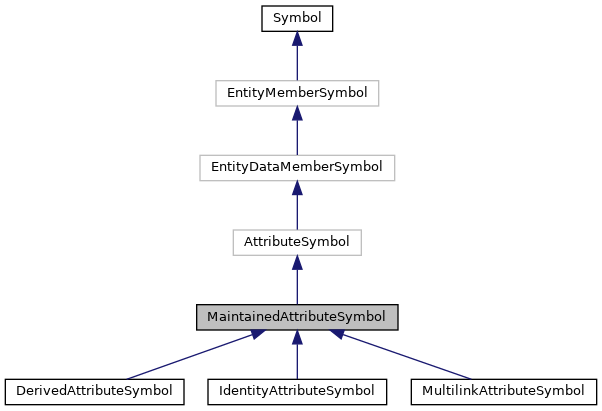 Symbol
EntityMemberSymbol
EntityDataMemberSymbol
AttributeSymbol
MaintainedAttributeSymbol
DerivedAttributeSymbol
IdentityAttributeSymbol
MultilinkAttributeSymbol